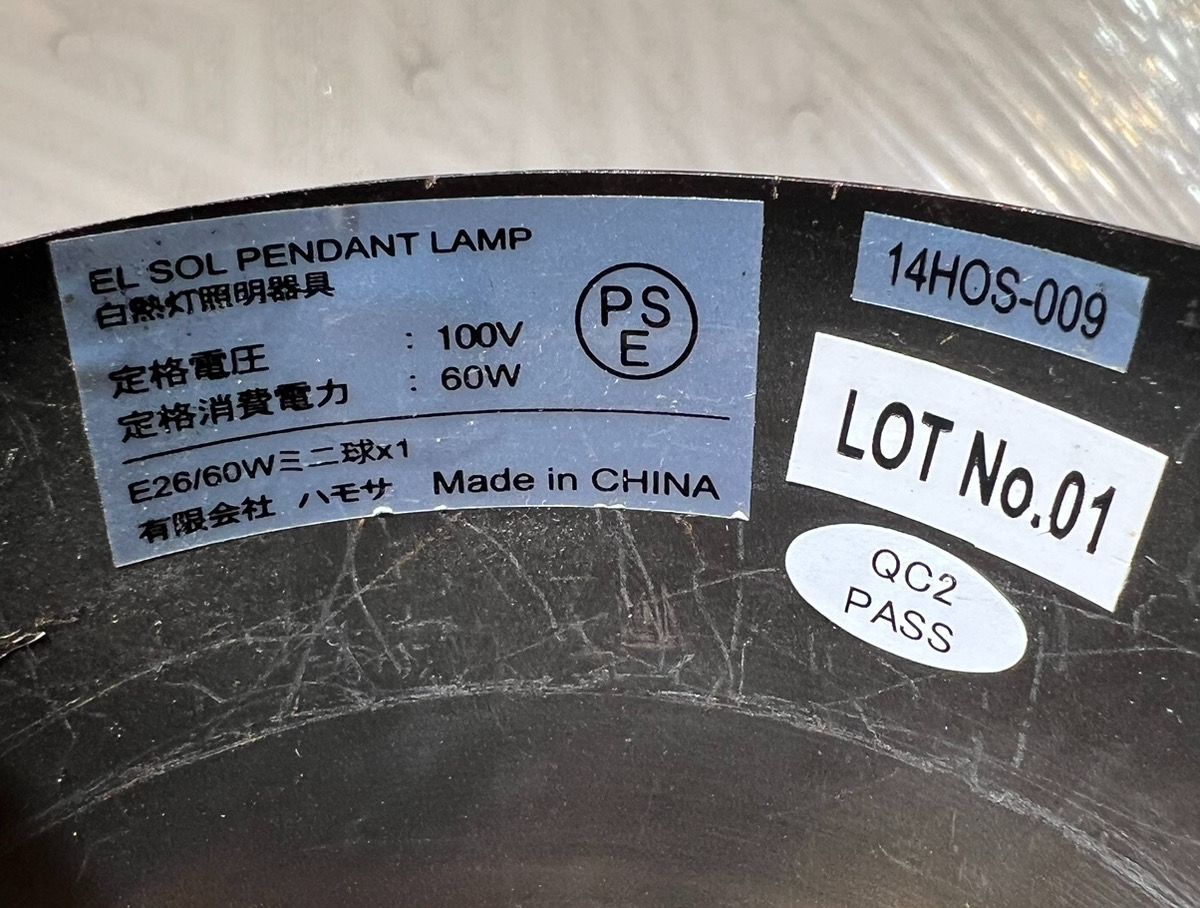 EL SOL PENDANT LAMP
白熱灯照明器具
定格電圧 : 100V
定格消費電力 : 60W
PS
E
E26/60Wミニ球x1
有限会社 ハモサ Made in CHINA
14HOS-009
LOT No.01
QC2
PASS